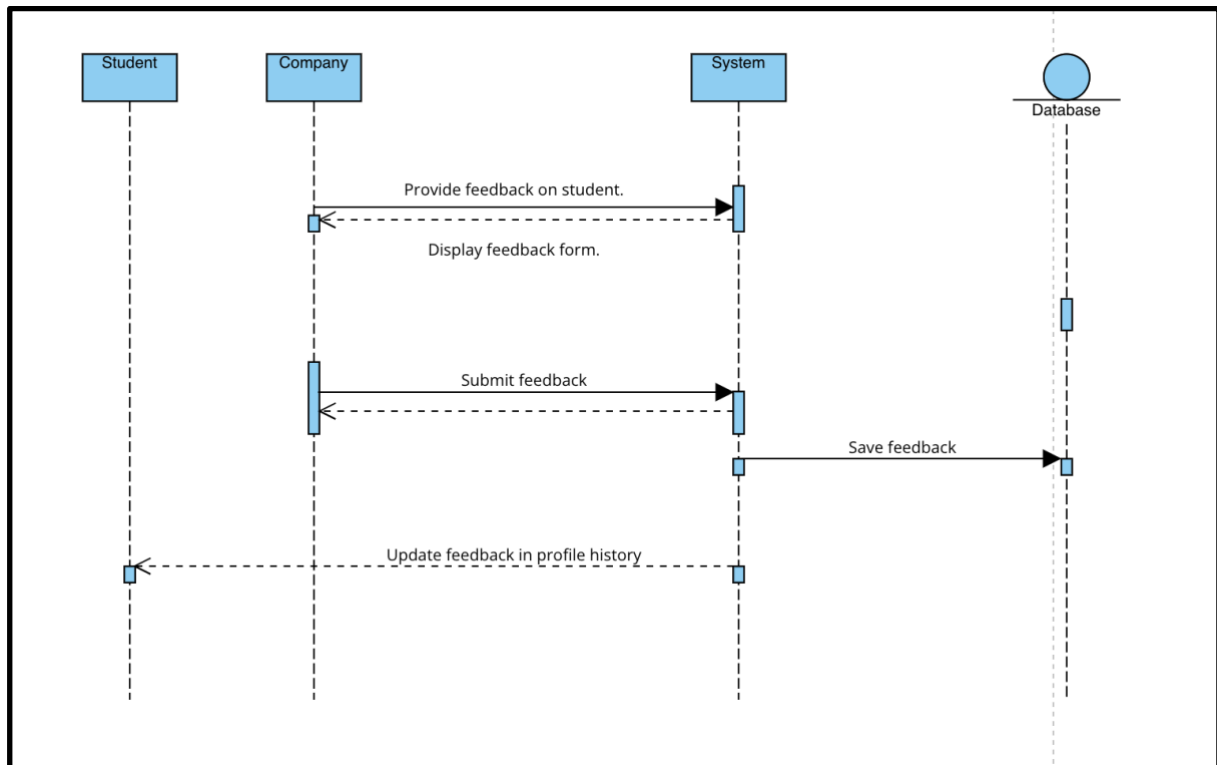 Student
Company
System
Database
Provide feedback on student.
Display feedback form.
Submit feedback
Save feedback
Update feedback in profile history